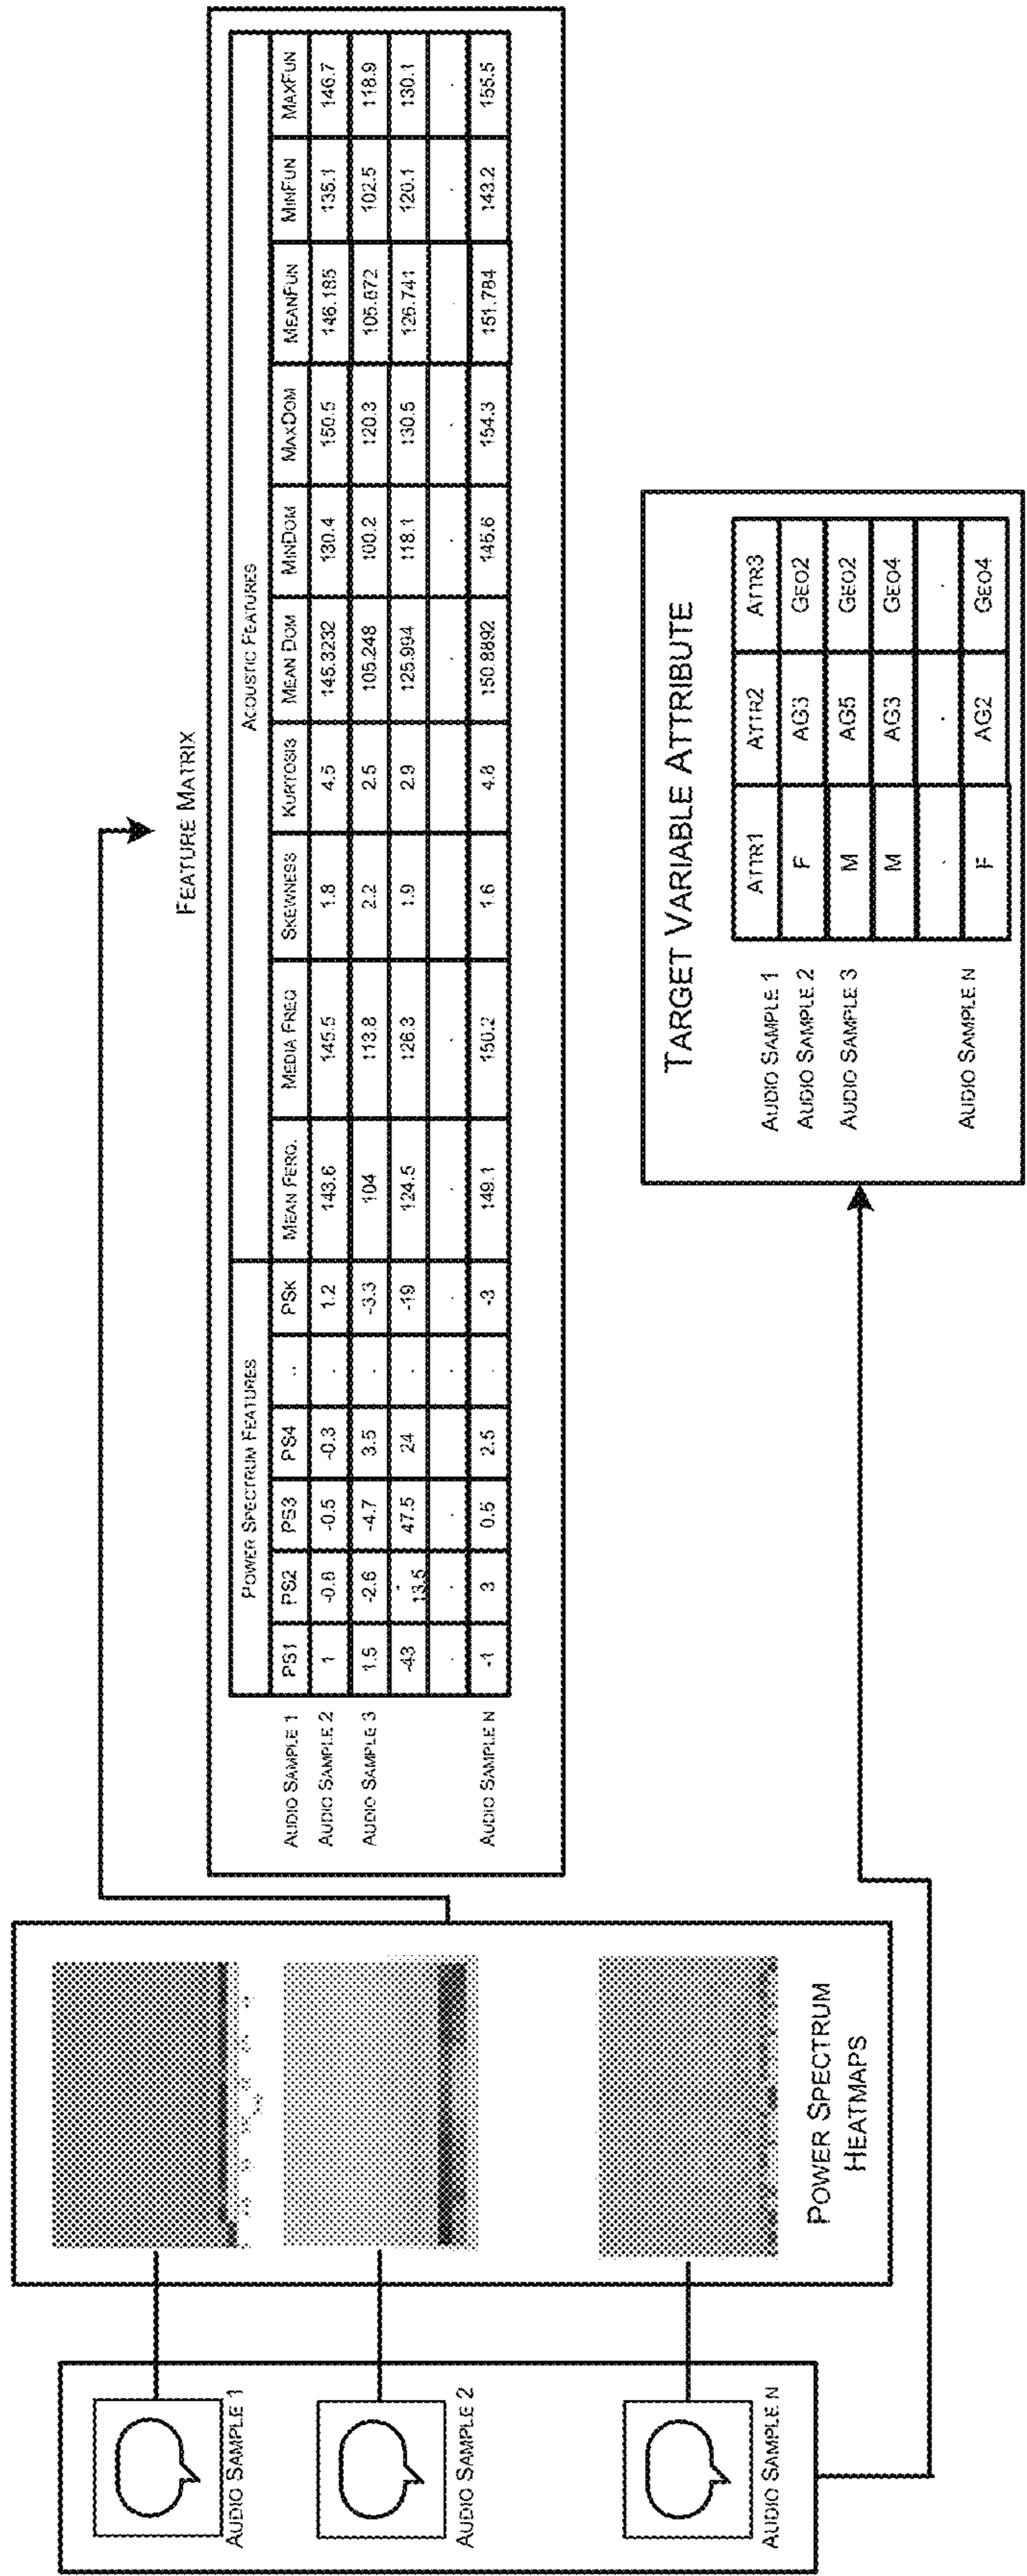 AUDIO SAMPLE 1
AUDIO SAMPLE 2
AUDIO SAMPLE N
POWER SPECTRUM
HEATMAPS
FEATURE MATRIX
POWER SPECTRUM FEATURES ACOUSTIC FEATURES
AUDIO SAMPLE 1 PS1 PS2 PS3 PS4 .. PSK MEAN FERQ. MEDIA FREQ SKEWNESS KURTOSIS MEAN DOM MINDOM MAXDOM MEANFUN MINFUN MAXFUN
AUDIO SAMPLE 2 1 -0.8 -0.5 -0.3 . 1.2 143.6 145.5 1.8 4.5 145.3232 130.4 150.5 146.185 135.1 146.7
AUDIO SAMPLE 3 1.5 -2.6 -4.7 3.5 . -3.3 104 113.8 2.2 2.5 105.248 100.2 120.3 105.872 102.5 118.9
-43 -13.5 47.5 24 . -19 124.5 126.3 1.9 2.9 125.994 118.1 130.5 126.741 120.1 130.1
. . . . . . . . . . . . . . . .
AUDIO SAMPLE N -1 3 0.5 2.5 . -3 149.1 150.2 1.6 4.8 150.8892 145.6 154.3 151.784 143.2 155.5
TARGET VARIABLE ATTRIBUTE
AUDIO SAMPLE 1 ATTR1 ATTR2 ATTR3
AUDIO SAMPLE 2 F AG3 GEO2
AUDIO SAMPLE 3 M AG5 GEO2
M AG3 GEO4
. . .
AUDIO SAMPLE N F AG2 GEO4